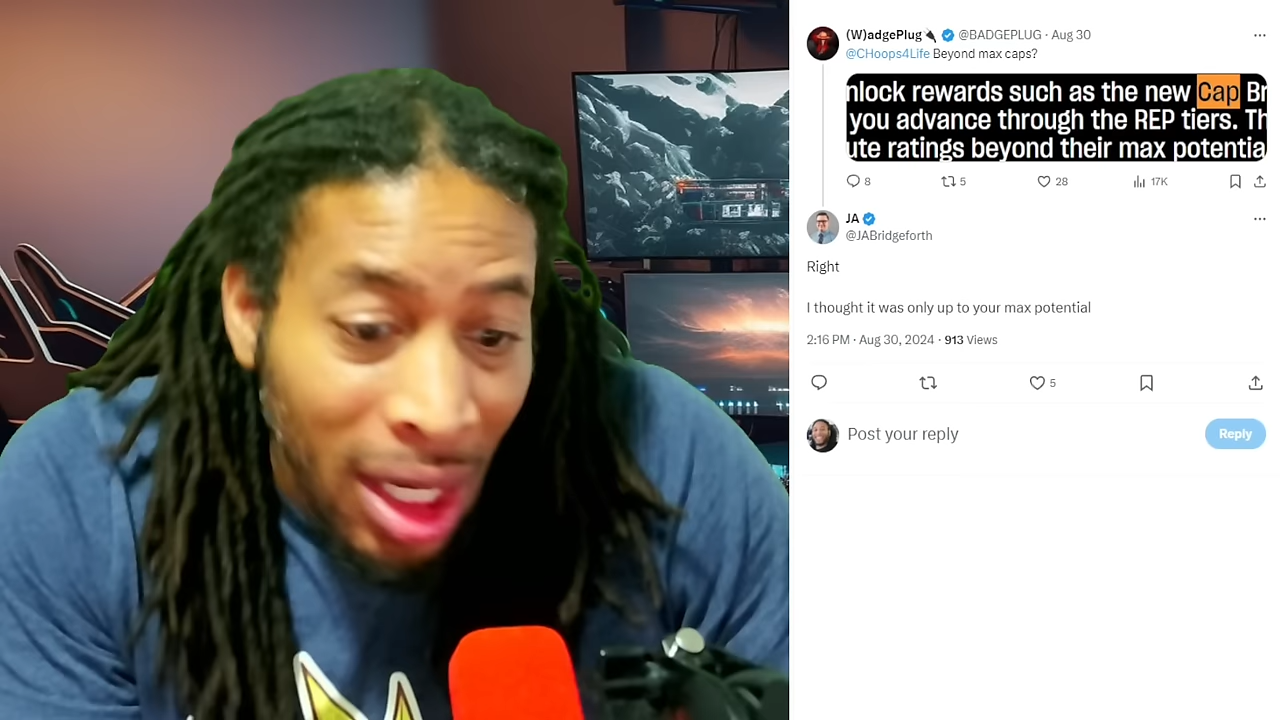 (W)adgePlug🔌 @BADGEPLUG · Aug 30
@CHoops4Life Beyond max caps?
nlock rewards such as the new Cap Br
you advance through the REP tiers. Th
ute ratings beyond their max potentia
8 5 28 17K
JA
@JABridgeforth
Right
I thought it was only up to your max potential
2:16 PM · Aug 30, 2024 · 913 Views
5
Post your reply Reply